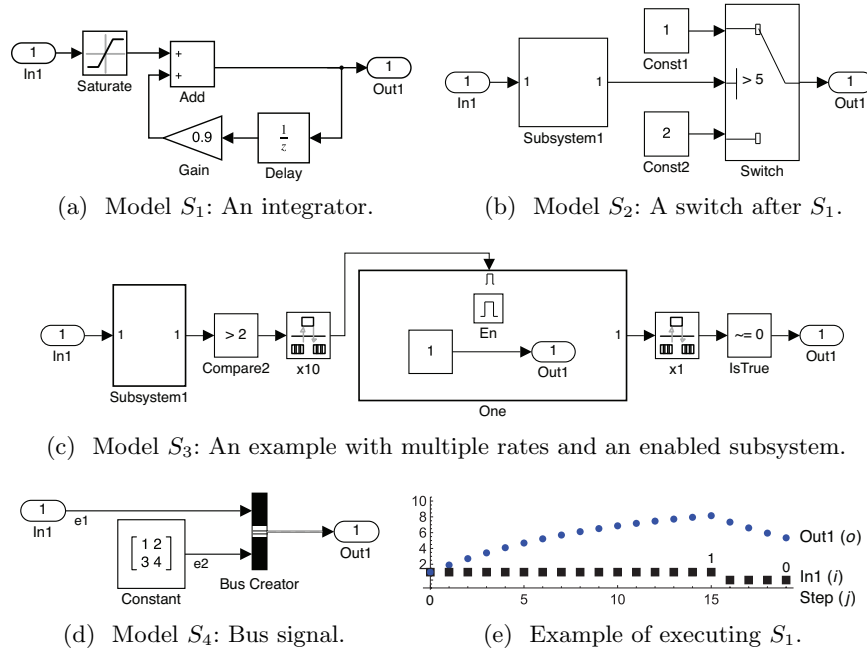 1
In1
Saturate
+
+
Add
0.9
Gain
1
z
Delay
1
Out1
(a) Model S1: An integrator.
1
In1
1
1
Subsystem1
1
Const1
2
Const2
> 5
Switch
1
Out1
(b) Model S2: A switch after S1.
1
In1
1
1
Subsystem1
> 2
Compare2
x10
En
1
1
Out1
1
One
x1
~= 0
IsTrue
1
Out1
(c) Model S3: An example with multiple rates and an enabled subsystem.
1
In1
e1
1 2
3 4
Constant
e2
Bus Creator
1
Out1
(d) Model S4: Bus signal.
10
8
6
4
2
1
0
Out1 (o)
In1 (i)
0
5
10
15
Step (j)
(e) Example of executing S1.